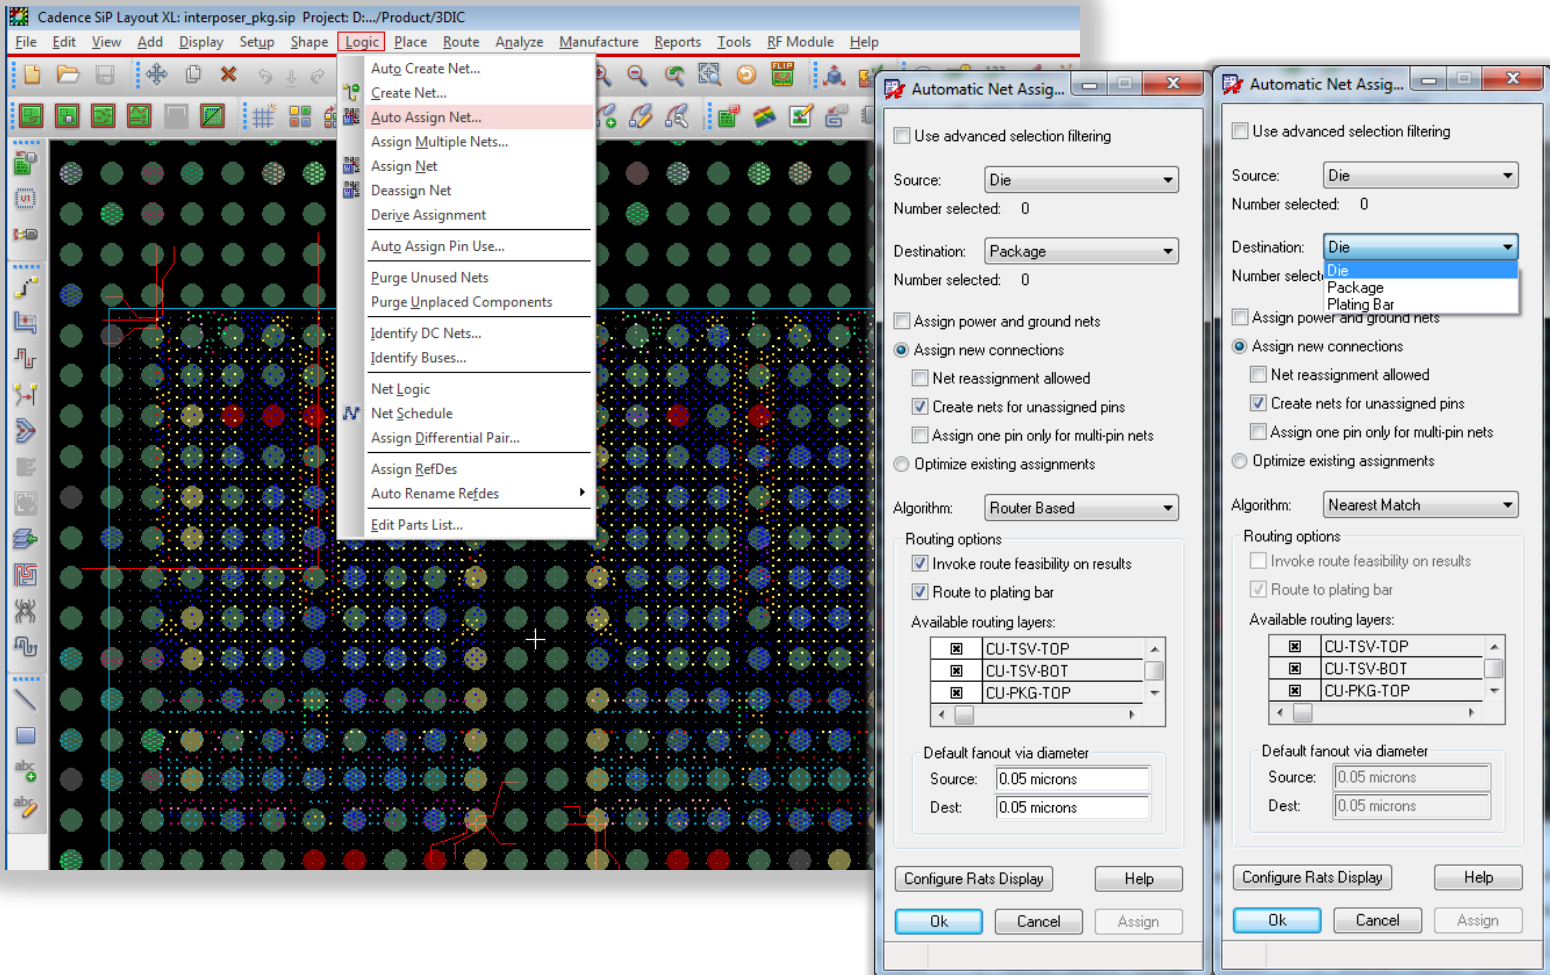 Cadence SiP Layout XL: interposer_pkg.sip Project: D:.../Product/3DIC
File Edit View Add Display Setup Shape Logic Place Route Analyze Manufacture Reports Tools RF Module Help
FLIP
U1
abc
abc
Auto Create Net...
Create Net...
Auto Assign Net...
Assign Multiple Nets...
Assign Net
Deassign Net
Derive Assignment
Auto Assign Pin Use...
Purge Unused Nets
Purge Unplaced Components
Identify DC Nets...
Identify Buses...
Net Logic
Net Schedule
Assign Differential Pair...
Assign RefDes
Auto Rename Refdes
Edit Parts List...
Automatic Net Assig...
Use advanced selection filtering
Source: Die
Number selected: 0
Destination: Package
Number selected: 0
Assign power and ground nets
Assign new connections
Net reassignment allowed
Create nets for unassigned pins
Assign one pin only for multi-pin nets
Optimize existing assignments
Algorithm: Router Based
Routing options
Invoke route feasibility on results
Route to plating bar
Available routing layers:
CU-TSV-TOP
CU-TSV-BOT
CU-PKG-TOP
Default fanout via diameter
Source: 0.05 microns
Dest: 0.05 microns
Configure Rats Display Help
Ok Cancel Assign
Automatic Net Assig...
Use advanced selection filtering
Source: Die
Number selected: 0
Destination: Die
Number select
Die
Package
Plating Bar
Assign power and ground nets
Assign new connections
Net reassignment allowed
Create nets for unassigned pins
Assign one pin only for multi-pin nets
Optimize existing assignments
Algorithm: Nearest Match
Routing options
Invoke route feasibility on results
Route to plating bar
Available routing layers:
CU-TSV-TOP
CU-TSV-BOT
CU-PKG-TOP
Default fanout via diameter
Source: 0.05 microns
Dest: 0.05 microns
Configure Rats Display Help
Ok Cancel Assign